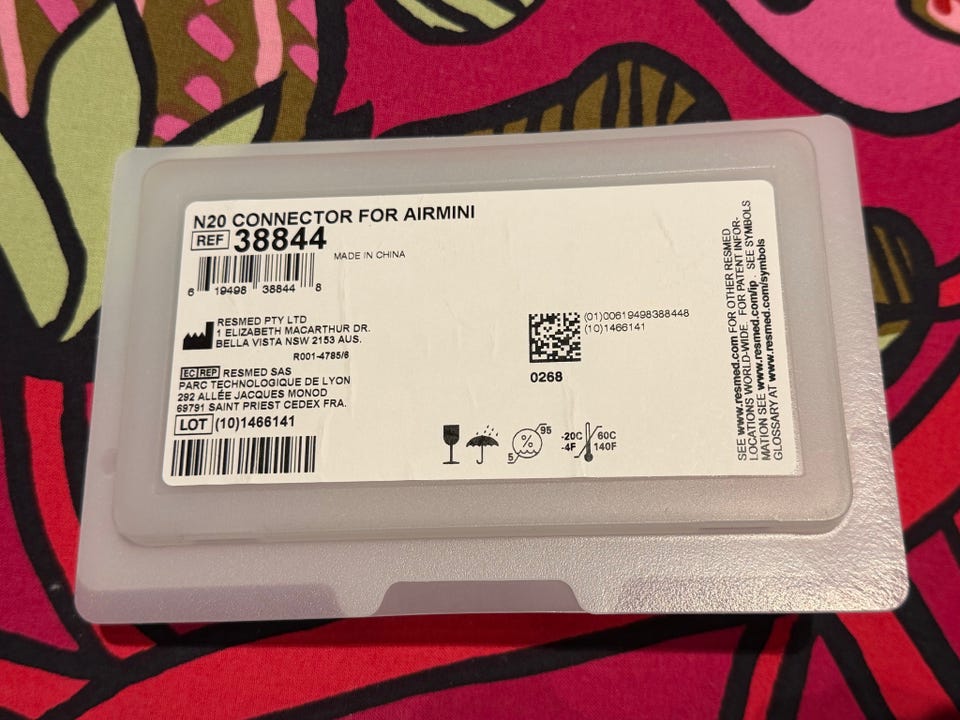 N20 CONNECTOR FOR AIRMINI
REF 38844
MADE IN CHINA
6 19498 38844 8
RESMED PTY LTD
1 ELIZABETH MACARTHUR DR.
BELLA VISTA NSW 2153 AUS.
R001-4785/6
EC REP RESMED SAS
PARC TECHNOLOGIQUE DE LYON
292 ALLÉE JACQUES MONOD
69791 SAINT PRIEST CEDEX FRA.
LOT (10)1466141
(01)00619498388448
(10)1466141
0268
% 95
5
-20C 60C
-4F 140F
SEE www.resmed.com FOR OTHER RESMED
LOCATIONS WORLD-WIDE. FOR PATENT INFOR-
MATION SEE www.resmed.com/ip. SEE SYMBOLS
GLOSSARY AT www.resmed.com/symbols